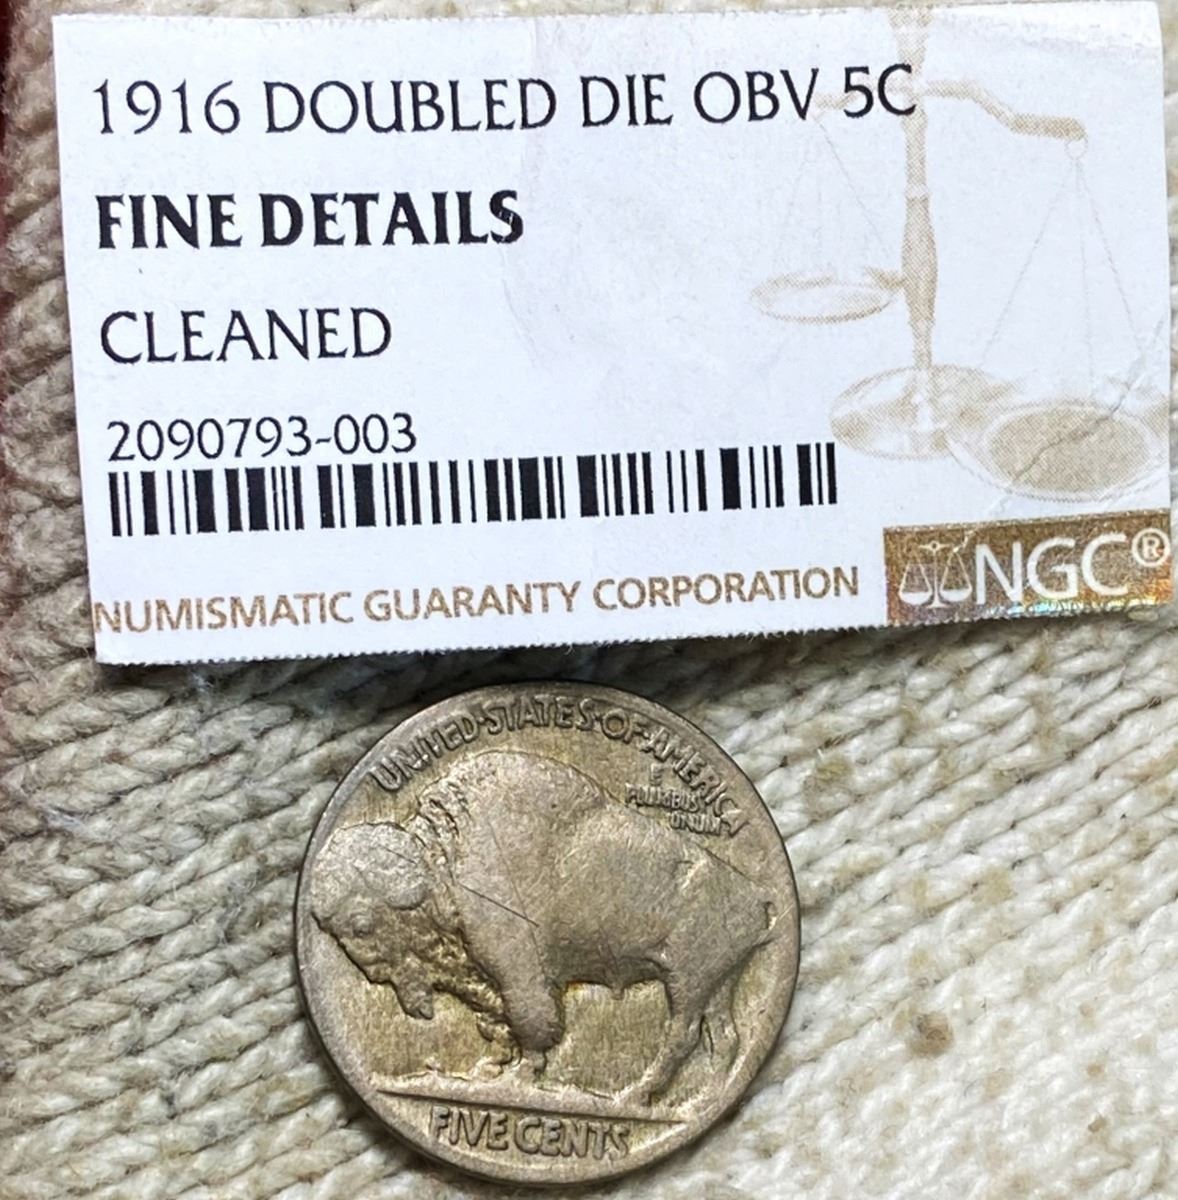 1916 DOUBLED DIE OBV 5C
FINE DETAILS
CLEANED
2090793-003
NUMISMATIC GUARANTY CORPORATION
NGC®
UNITED·STATES·OF·AMERICA
E
PLURIBUS
UNUM
FIVE CENTS